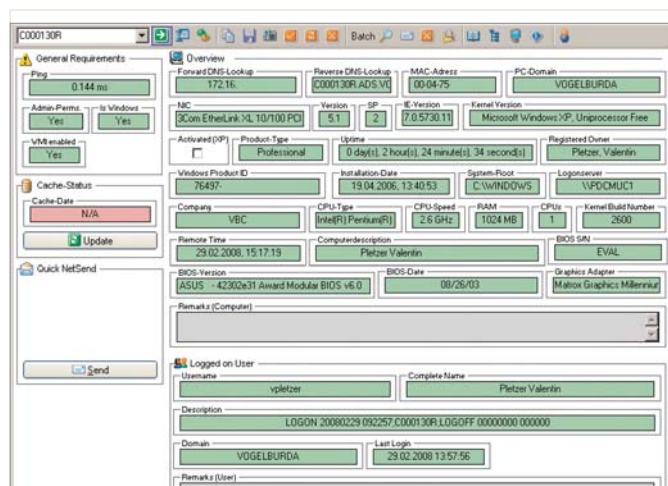 C000130R
Batch
General Requirements
Ping
0.144 ms
Admin-Perms.
Is Windows
Yes
Yes
WMI enabled
Yes
Cache-Status
Cache-Date
N/A
Update
Quick NetSend
Send
Overview
Forward DNS-Lookup
Reverse DNS-Lookup
MAC-Adress
PC-Domain
172.16.
C000130R.ADS.VO
00-04-75
VOGELBURDA
NIC
Version
SP
IE-Version
Kernel Version
3Com EtherLink XL 10/100 PCI
5.1
2
7.0.5730.11
Microsoft Windows XP, Uniprocessor Free
Activated (XP)
Product-Type
Uptime
Registered Owner
Professional
0 day(s), 2 hour(s), 24 minute(s), 34 second(s)
Pletzer, Valentin
Windows Product ID
Installation-Date
System-Root
Logonserver
76497-
19.04.2006, 13:40:53
C:\WINDOWS
\\PDCMUC1
Company
CPU-Type
CPU-Speed
RAM
CPUs
Kernel Build Number
VBC
Intel(R) Pentium(R)
2.6 GHz
1024 MB
1
2600
Remote Time
Computerdescription
BIOS S/N
29.02.2008, 15:17:19
Pletzer Valentin
EVAL
BIOS-Version
BIOS-Date
Graphics Adapter
ASUS - 42302e31 Award Modular BIOS v6.0
08/26/03
Matrox Graphics Millennium
Remarks (Computer)
Logged on User
Username
Complete Name
vpletzer
Pletzer Valentin
Description
LOGON 20080229 092257,C000130R,LOGOFF 00000000 000000
Domain
Last Login
VOGELBURDA
29.02.2008 13:57:56
Remarks (User)